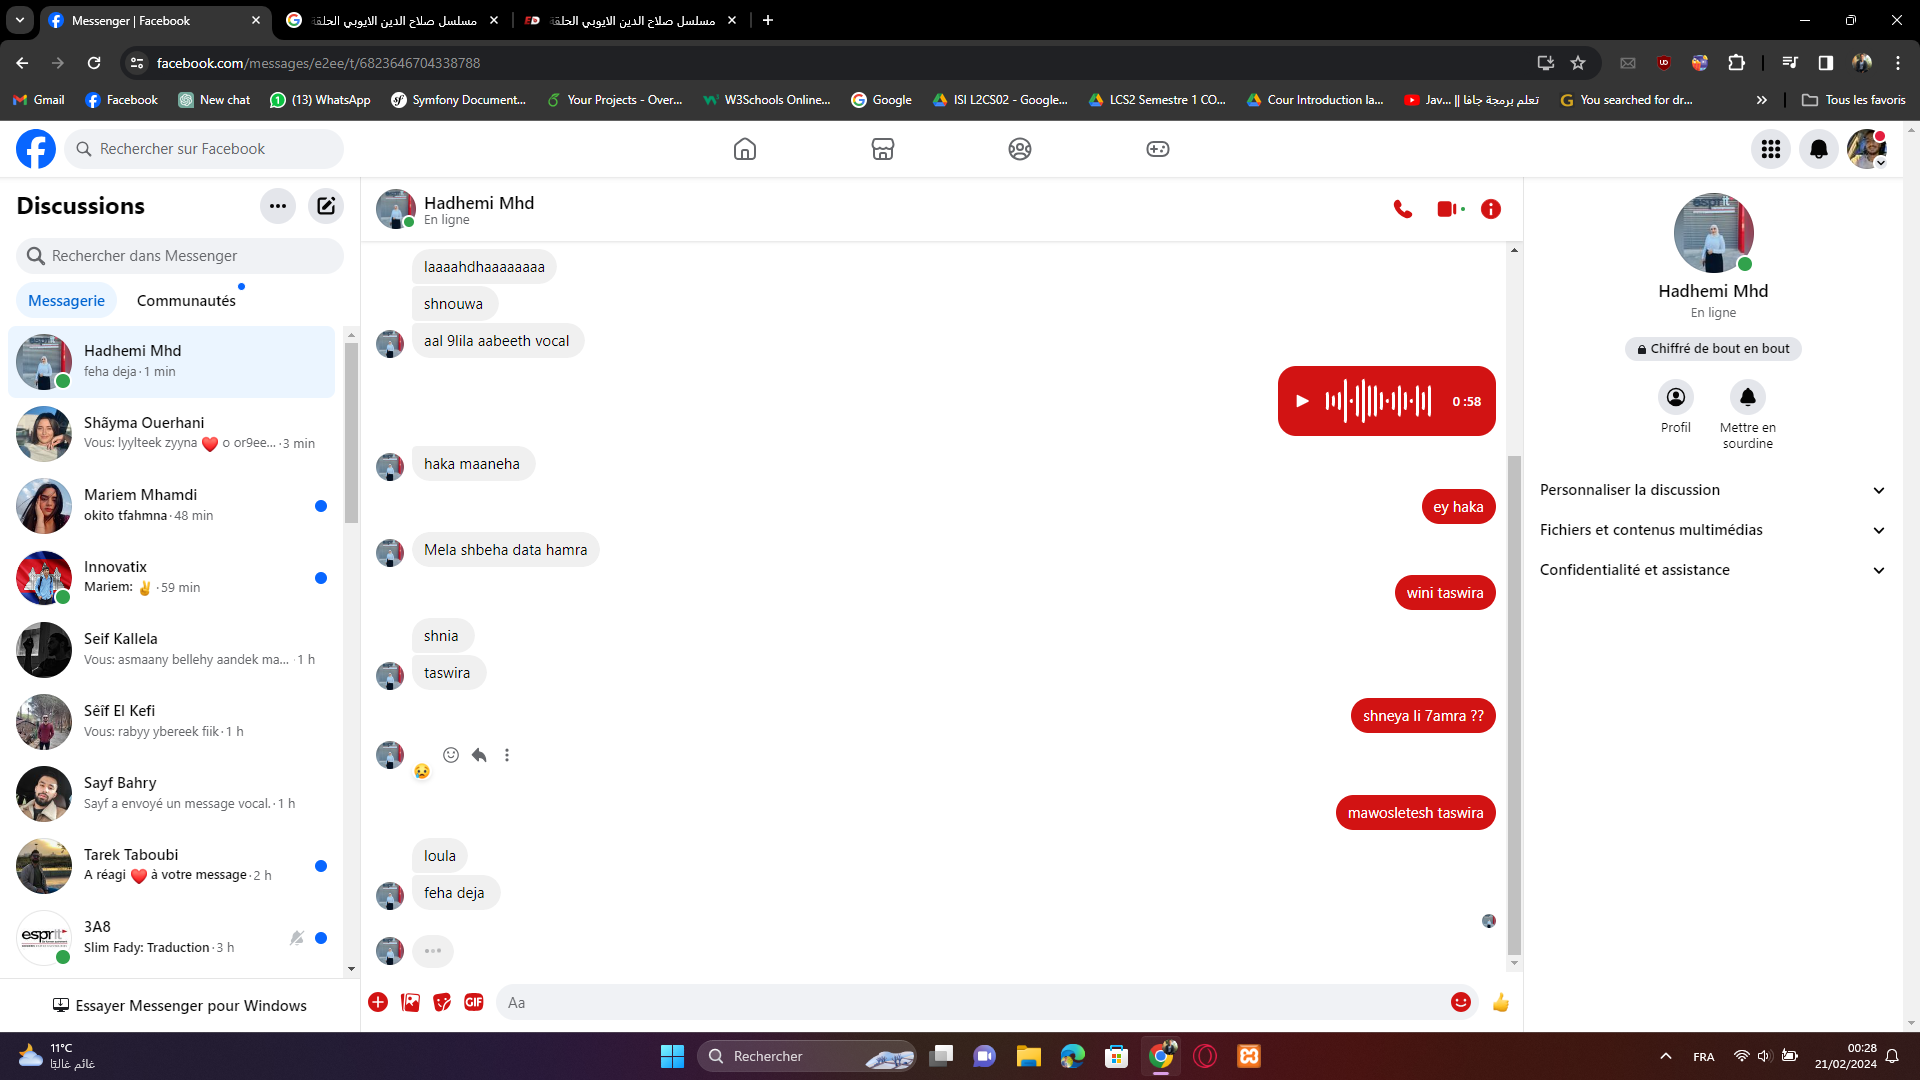 Messenger | Facebook
مسلسل صلاح الدين الايوبي الحلقة
مسلسل صلاح الدين الايوبي الحلقة
facebook.com/messages/e2ee/t/6823646704338788
Gmail
Facebook
New chat
(13) WhatsApp
Symfony Document...
Your Projects - Over...
W3Schools Online...
Google
ISI L2CS02 - Google...
LCS2 Semestre 1 CO...
Cour Introduction la...
Jav... || تعلم برمجة جافا
You searched for dr...
Tous les favoris
Rechercher sur Facebook
Discussions
Rechercher dans Messenger
Messagerie
Communautés
Hadhemi Mhd
feha deja · 1 min
Shãyma Ouerhani
Vous: lyylteek zyyna ❤️ o or9ee... · 3 min
Mariem Mhamdi
okito tfahmna · 48 min
Innovatix
Mariem: ✌️ · 59 min
Seif Kallela
Vous: asmaany bellehy aandek ma... · 1 h
Sêîf El Kefi
Vous: rabyy ybereek fiik · 1 h
Sayf Bahry
Sayf a envoyé un message vocal. · 1 h
Tarek Taboubi
A réagi ❤️ à votre message · 2 h
3A8
Slim Fady: Traduction · 3 h
esprit
Essayer Messenger pour Windows
Hadhemi Mhd
En ligne
laaaahdhaaaaaaaa
shnouwa
aal 9lila aabeeth vocal
0:58
haka maaneha
ey haka
Mela shbeha data hamra
wini taswira
shnia
taswira
shneya li 7amra ??
😥
mawosletesh taswira
loula
feha deja
Aa
GIF
esprit
Hadhemi Mhd
En ligne
Chiffré de bout en bout
Profil
Mettre en
sourdine
Personnaliser la discussion
Fichiers et contenus multimédias
Confidentialité et assistance
11°C
غائم غالبًا
Rechercher
FRA
00:28
21/02/2024